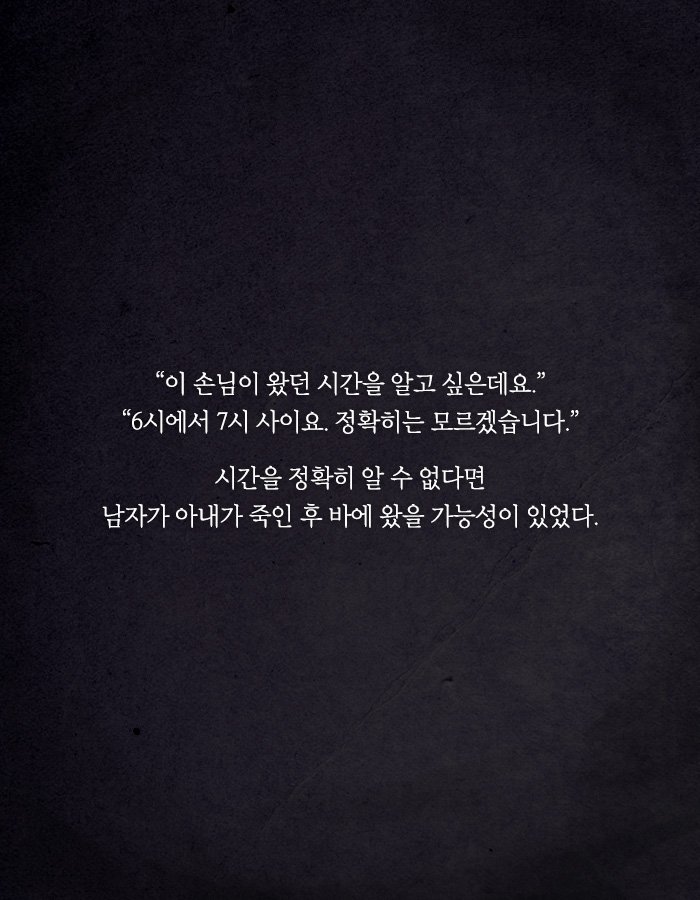 “이 손님이 왔던 시간을 알고 싶은데요.”
“6시에서 7시 사이요. 정확히는 모르겠습니다.”
시간을 정확히 알 수 없다면
남자가 아내가 죽인 후 바에 왔을 가능성이 있었다.